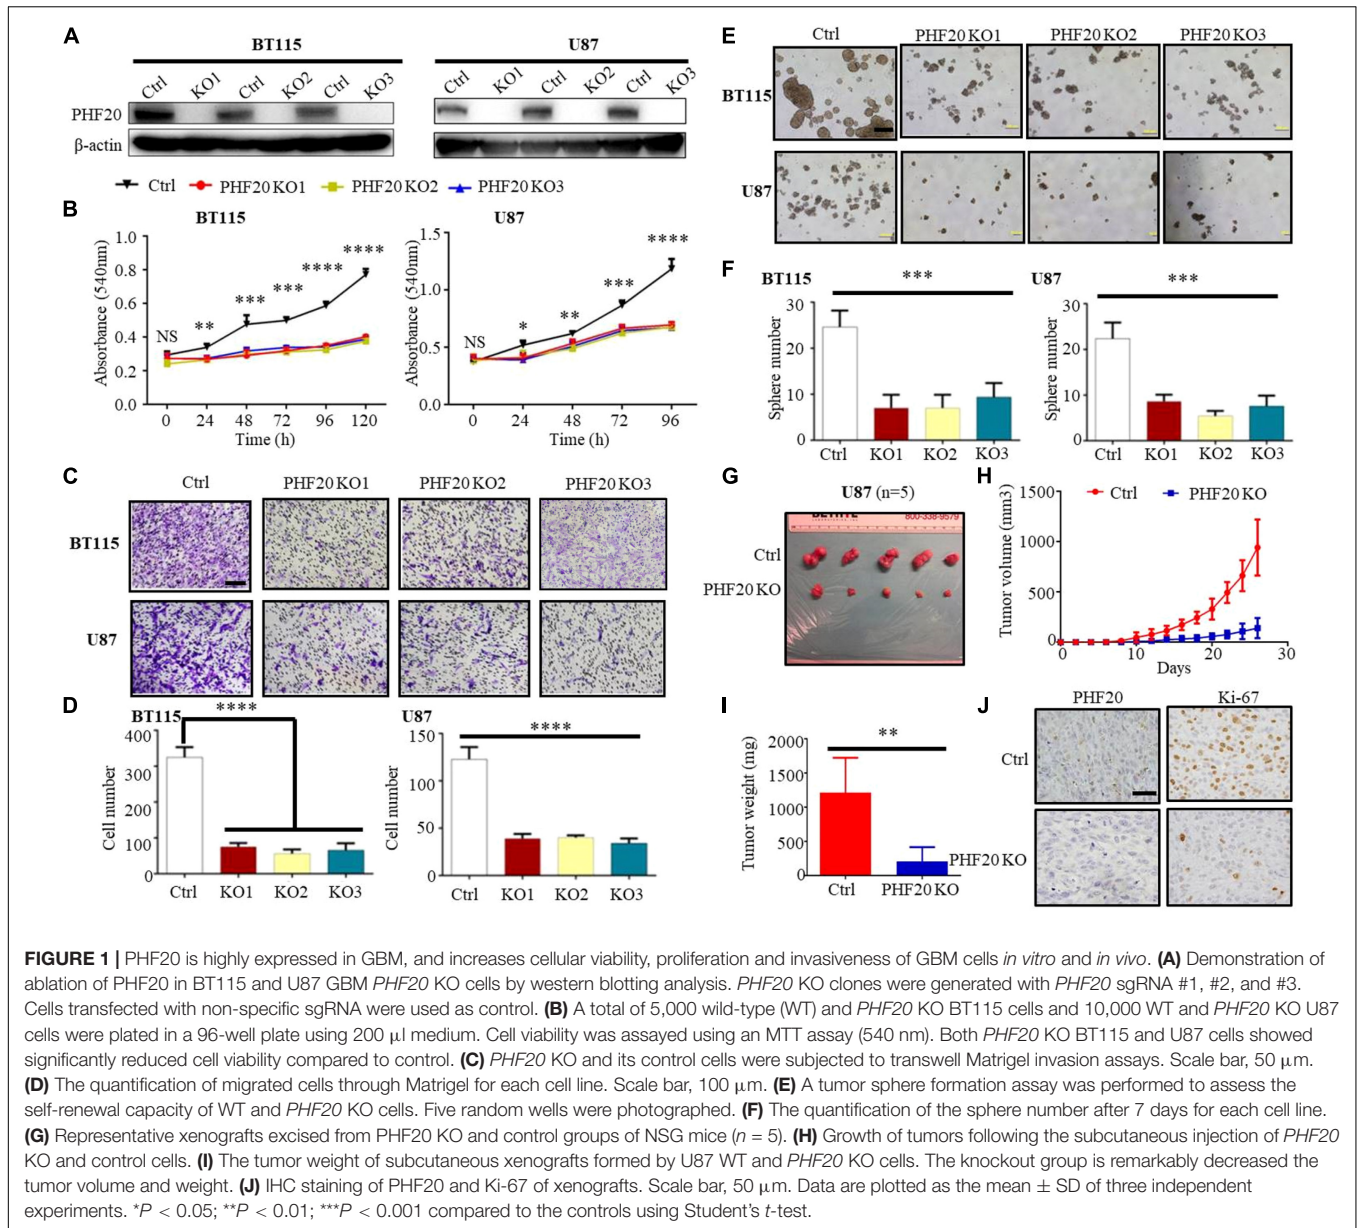 A
BT115
U87
Ctrl KO1 Ctrl KO2 Ctrl KO3
Ctrl KO1 Ctrl KO2 Ctrl KO3
PHF20
β-actin
Ctrl PHF20 KO1 PHF20 KO2 PHF20 KO3
B
BT115
U87
Absorbance (540nm)
1.0
0.8
0.6
0.4
0.2
0.0
NS ** *** *** **** ****
0 24 48 72 96 120
Time (h)
Absorbance (540nm)
1.5
1.0
0.5
0.0
NS * ** *** ****
0 24 48 72 96
Time (h)
C
Ctrl PHF20 KO1 PHF20 KO2 PHF20 KO3
BT115
U87
D
BT115
****
Cell number
400
300
200
100
0
Ctrl KO1 KO2 KO3
U87
****
Cell number
150
100
50
0
Ctrl KO1 KO2 KO3
E
Ctrl PHF20 KO1 PHF20 KO2 PHF20 KO3
BT115
U87
F
BT115
***
Sphere number
30
20
10
0
Ctrl KO1 KO2 KO3
U87
***
Sphere number
30
20
10
0
Ctrl KO1 KO2 KO3
G
U87 (n=5)
800-338-9579
Ctrl
PHF20 KO
H
Ctrl PHF20 KO
Tumor volume (mm3)
1500
1000
500
0
0 10 20 30
Days
I
**
Tumor weight (mg)
2000
1500
1000
500
0
Ctrl PHF20 KO
J
PHF20 Ki-67
Ctrl
PHF20 KO
FIGURE 1 | PHF20 is highly expressed in GBM, and increases cellular viability, proliferation and invasiveness of GBM cells in vitro and in vivo. (A) Demonstration of
ablation of PHF20 in BT115 and U87 GBM PHF20 KO cells by western blotting analysis. PHF20 KO clones were generated with PHF20 sgRNA #1, #2, and #3.
Cells transfected with non-specific sgRNA were used as control. (B) A total of 5,000 wild-type (WT) and PHF20 KO BT115 cells and 10,000 WT and PHF20 KO U87
cells were plated in a 96-well plate using 200 μl medium. Cell viability was assayed using an MTT assay (540 nm). Both PHF20 KO BT115 and U87 cells showed
significantly reduced cell viability compared to control. (C) PHF20 KO and its control cells were subjected to transwell Matrigel invasion assays. Scale bar, 50 μm.
(D) The quantification of migrated cells through Matrigel for each cell line. Scale bar, 100 μm. (E) A tumor sphere formation assay was performed to assess the
self-renewal capacity of WT and PHF20 KO cells. Five random wells were photographed. (F) The quantification of the sphere number after 7 days for each cell line.
(G) Representative xenografts excised from PHF20 KO and control groups of NSG mice (n = 5). (H) Growth of tumors following the subcutaneous injection of PHF20
KO and control cells. (I) The tumor weight of subcutaneous xenografts formed by U87 WT and PHF20 KO cells. The knockout group is remarkably decreased the
tumor volume and weight. (J) IHC staining of PHF20 and Ki-67 of xenografts. Scale bar, 50 μm. Data are plotted as the mean ± SD of three independent
experiments. *P < 0.05; **P < 0.01; ***P < 0.001 compared to the controls using Student's t-test.